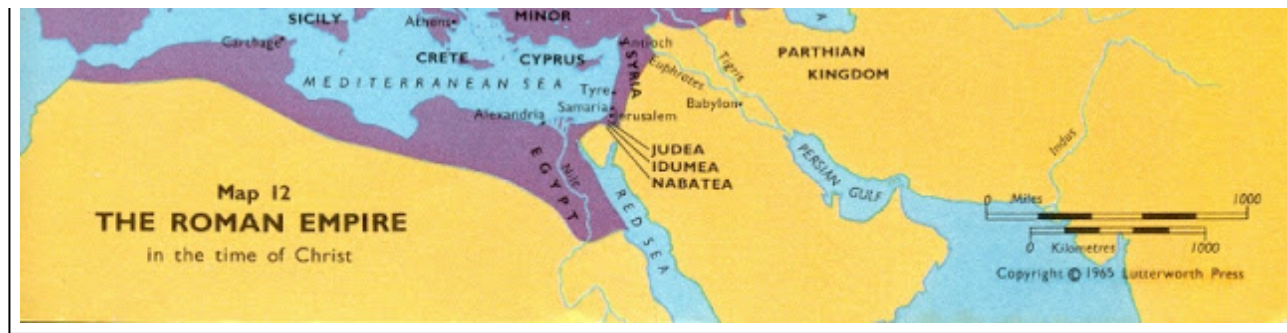 SICILY
Athens
MINOR
A
Carthage
Antioch
PARTHIAN
KINGDOM
CRETE
CYPRUS
SYRIA
Euphrates
Tigris
MEDITERRANEAN SEA
Tyre
Babylon
Samaria
Alexandria
Jerusalem
Indus
JUDEA
IDUMEA
NABATEA
PERSIAN GULF
EGYPT
Nile
RED SEA
Map 12
THE ROMAN EMPIRE
in the time of Christ
0 Miles 1000
0 Kilometres 1000
Copyright © 1965 Lutterworth Press